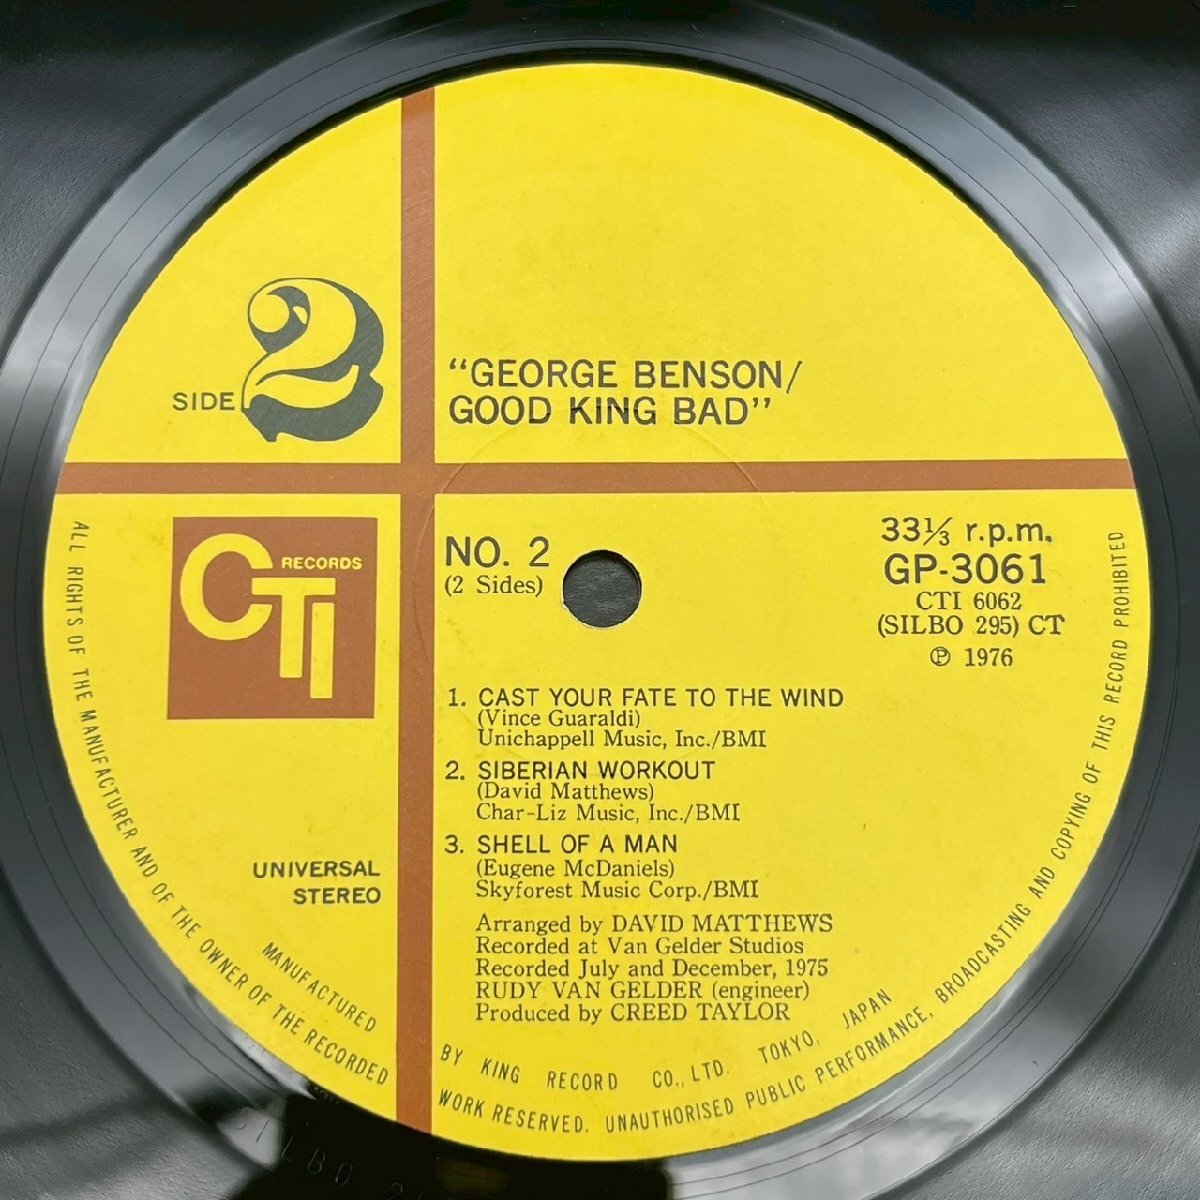 SIDE 2
"GEORGE BENSON/
GOOD KING BAD"
CTI RECORDS
NO. 2
(2 Sides)
33⅓ r.p.m.
GP-3061
CTI 6062
(SILBO 295) CT
℗ 1976
1. CAST YOUR FATE TO THE WIND
(Vince Guaraldi)
Unichappell Music, Inc./BMI
2. SIBERIAN WORKOUT
(David Matthews)
Char-Liz Music, Inc./BMI
3. SHELL OF A MAN
(Eugene McDaniels)
Skyforest Music Corp./BMI
UNIVERSAL
STEREO
Arranged by DAVID MATTHEWS
Recorded at Van Gelder Studios
Recorded July and December, 1975
RUDY VAN GELDER (engineer)
Produced by CREED TAYLOR
MANUFACTURED BY KING RECORD CO., LTD. TOKYO, JAPAN
ALL RIGHTS OF THE MANUFACTURER AND OF THE OWNER OF THE RECORDED WORK RESERVED. UNAUTHORISED PUBLIC PERFORMANCE, BROADCASTING AND COPYING OF THIS RECORD PROHIBITED